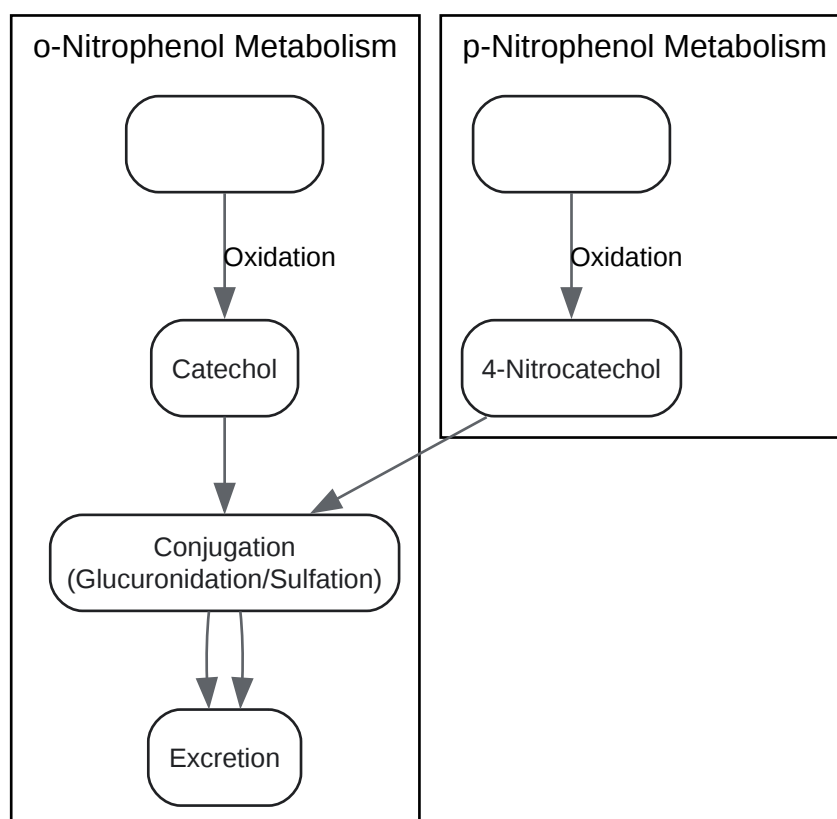 o-Nitrophenol Metabolism
Oxidation
Catechol
Conjugation
(Glucuronidation/Sulfation)
Excretion
p-Nitrophenol Metabolism
Oxidation
4-Nitrocatechol